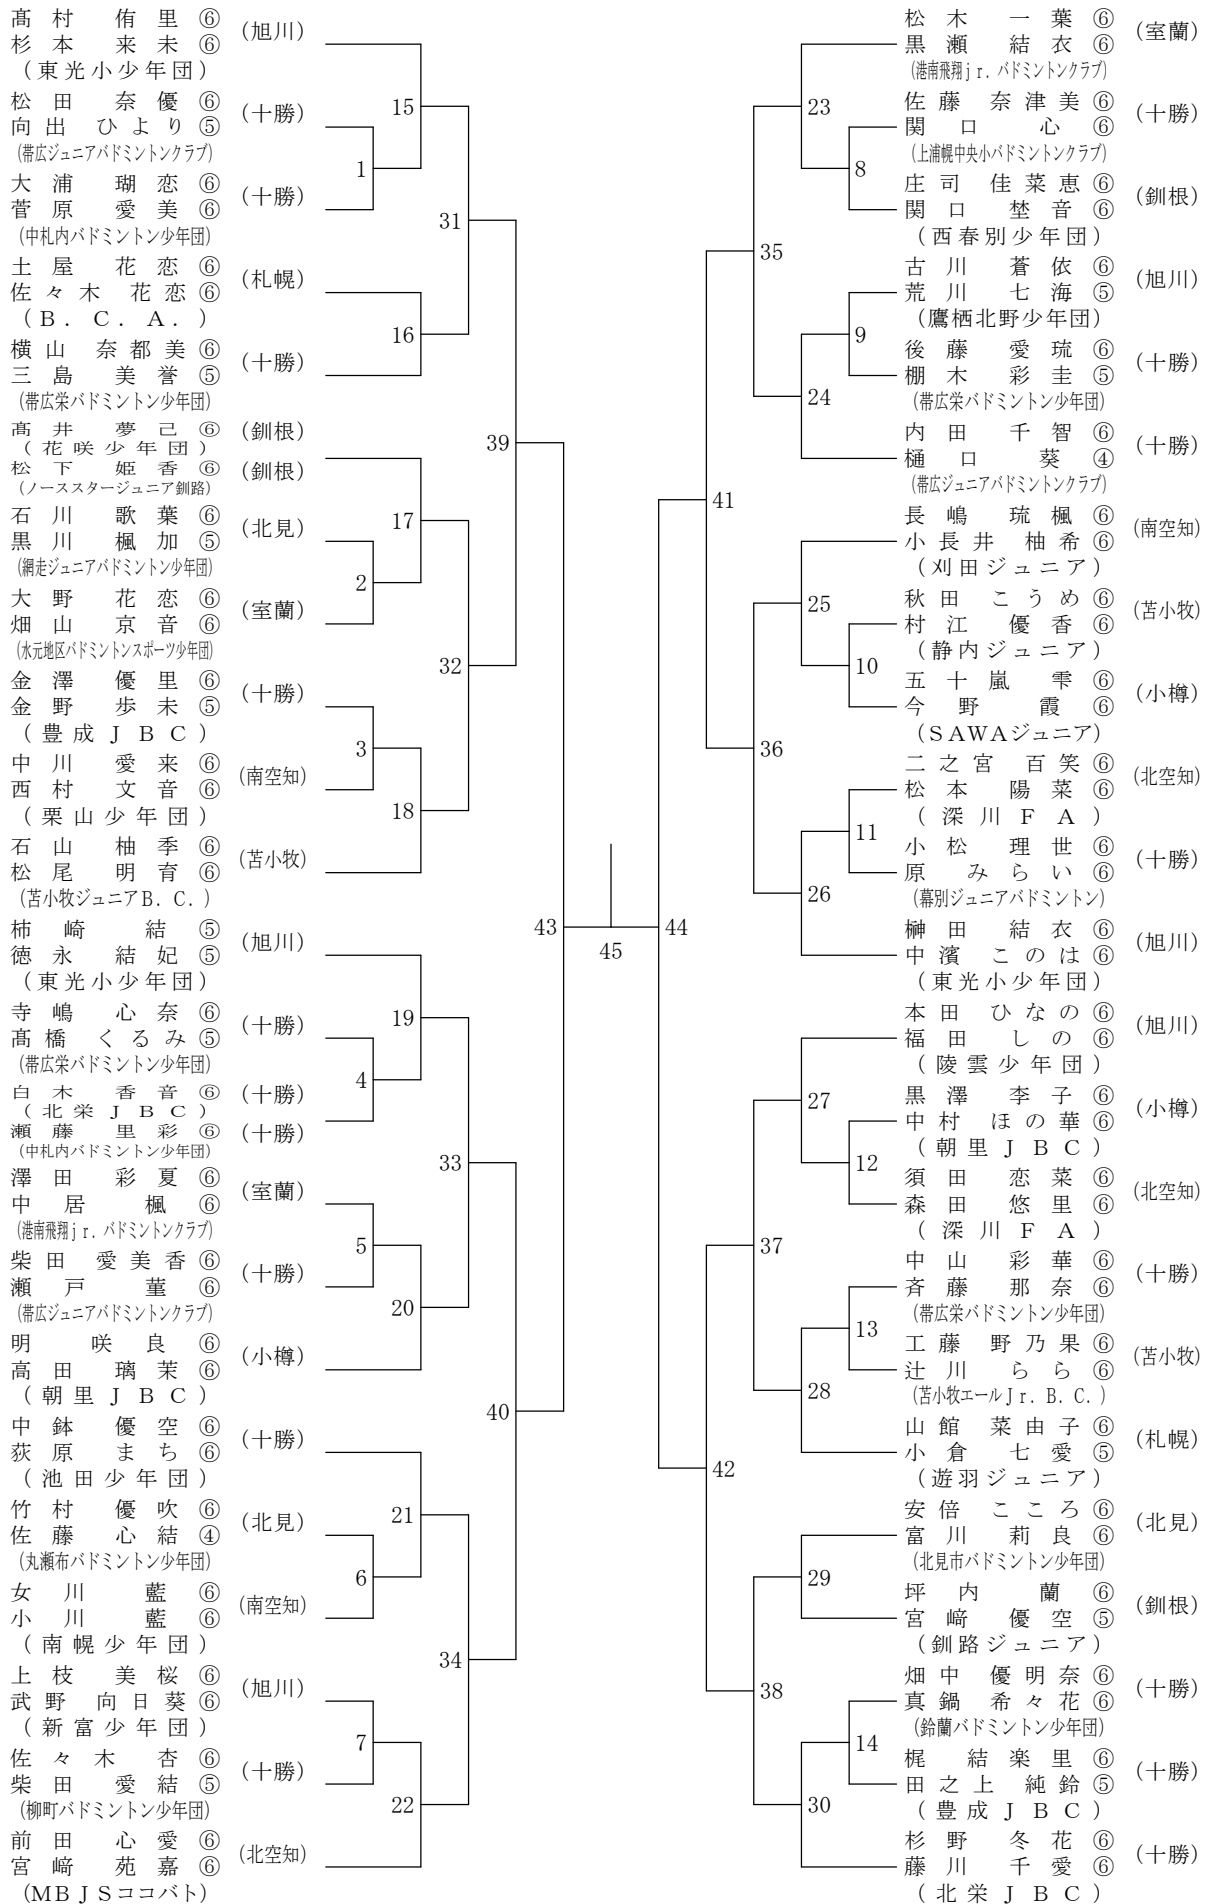 髙村 侑里 ⑥
杉本 来未 ⑥
(旭川)
(東光小少年団)
松田 奈優 ⑥
向出 ひより ⑤
(十勝)
(帯広ジュニアバドミントンクラブ)
大浦 瑚恋 ⑥
菅原 愛美 ⑥
(十勝)
(中札内バドミントン少年団)
土屋 花恋 ⑥
佐々木 花恋 ⑥
(札幌)
(B.C.A.)
横山 奈都美 ⑥
三島 美誉 ⑤
(十勝)
(帯広栄バドミントン少年団)
髙井 夢己 ⑥ (釧根)
(花咲少年団)
松下 姫香 ⑥ (釧根)
(ノーススタージュニア釧路)
石川 歌葉 ⑥
黒川 楓加 ⑤
(北見)
(網走ジュニアバドミントン少年団)
大野 花恋 ⑥
畑山 京音 ⑥
(室蘭)
(水元地区バドミントンスポーツ少年団)
金澤 優里 ⑥
金野 歩未 ⑤
(十勝)
(豊成JBC)
中川 愛来 ⑥
西村 文音 ⑥
(南空知)
(栗山少年団)
石山 柚季 ⑥
松尾 明育 ⑥
(苫小牧)
(苫小牧ジュニアB.C.)
柿崎 結 ⑤
徳永 結妃 ⑤
(旭川)
(東光小少年団)
寺嶋 心奈 ⑥
髙橋 くるみ ⑤
(十勝)
(帯広栄バドミントン少年団)
白木 香音 ⑥ (十勝)
(北栄JBC)
瀬藤 里彩 ⑥ (十勝)
(中札内バドミントン少年団)
澤田 彩夏 ⑥
中居 楓 ⑥
(室蘭)
(港南飛翔jr.バドミントンクラブ)
柴田 愛美香 ⑥
瀬戸 菫 ⑥
(十勝)
(帯広ジュニアバドミントンクラブ)
明 咲良 ⑥
高田 璃茉 ⑥
(小樽)
(朝里JBC)
中鉢 優空 ⑥
荻原 まち ⑥
(十勝)
(池田少年団)
竹村 優吹 ⑥
佐藤 心結 ④
(北見)
(丸瀬布バドミントン少年団)
女川 藍 ⑥
小川 藍 ⑥
(南空知)
(南幌少年団)
上枝 美桜 ⑥
武野 向日葵 ⑥
(旭川)
(新富少年団)
佐々木 杏 ⑥
柴田 愛結 ⑤
(十勝)
(柳町バドミントン少年団)
前田 心愛 ⑥
宮﨑 苑嘉 ⑥
(北空知)
(MBJSココバト)
15
1
31
16
39
17
2
32
3
18
43
19
4
33
5
20
40
21
6
34
7
22
45
44
23
8
35
9
24
41
25
10
36
11
26
27
12
37
13
28
42
29
38
14
30
松木 一葉 ⑥
黒瀬 結衣 ⑥
(室蘭)
(港南飛翔jr.バドミントンクラブ)
佐藤 奈津美 ⑥
関口 心 ⑥
(十勝)
(上浦幌中央小バドミントンクラブ)
庄司 佳菜恵 ⑥
関口 埜音 ⑥
(釧根)
(西春別少年団)
古川 蒼依 ⑥
荒川 七海 ⑤
(旭川)
(鷹栖北野少年団)
後藤 愛琉 ⑥
棚木 彩圭 ⑤
(十勝)
(帯広栄バドミントン少年団)
内田 千智 ⑥
樋口 葵 ④
(十勝)
(帯広ジュニアバドミントンクラブ)
長嶋 琉楓 ⑥
小長井 柚希 ⑥
(南空知)
(刈田ジュニア)
秋田 こうめ ⑥
村江 優香 ⑥
(苫小牧)
(静内ジュニア)
五十嵐 雫 ⑥
今野 霞 ⑥
(小樽)
(SAWAジュニア)
二之宮 百笑 ⑥
松本 陽菜 ⑥
(北空知)
(深川FA)
小松 理世 ⑥
原 みらい ⑥
(十勝)
(幕別ジュニアバドミントン)
榊田 結衣 ⑥
中濱 このは ⑥
(旭川)
(東光小少年団)
本田 ひなの ⑥
福田 しの ⑥
(旭川)
(陵雲少年団)
黒澤 李子 ⑥
中村 ほの華 ⑥
(小樽)
(朝里JBC)
須田 恋菜 ⑥
森田 悠里 ⑥
(北空知)
(深川FA)
中山 彩華 ⑥
斉藤 那奈 ⑥
(十勝)
(帯広栄バドミントン少年団)
工藤 野乃果 ⑥
辻川 らら ⑥
(苫小牧)
(苫小牧エールJr.B.C.)
山館 菜由子 ⑥
小倉 七愛 ⑤
(札幌)
(遊羽ジュニア)
安倍 こころ ⑥
富川 莉良 ⑥
(北見)
(北見市バドミントン少年団)
坪内 蘭 ⑥
宮﨑 優空 ⑤
(釧根)
(釧路ジュニア)
畑中 優明奈 ⑥
真鍋 希々花 ⑥
(十勝)
(鈴蘭バドミントン少年団)
梶 結楽里 ⑥
田之上 純鈴 ⑤
(十勝)
(豊成JBC)
杉野 冬花 ⑥
藤川 千愛 ⑥
(十勝)
(北栄JBC)